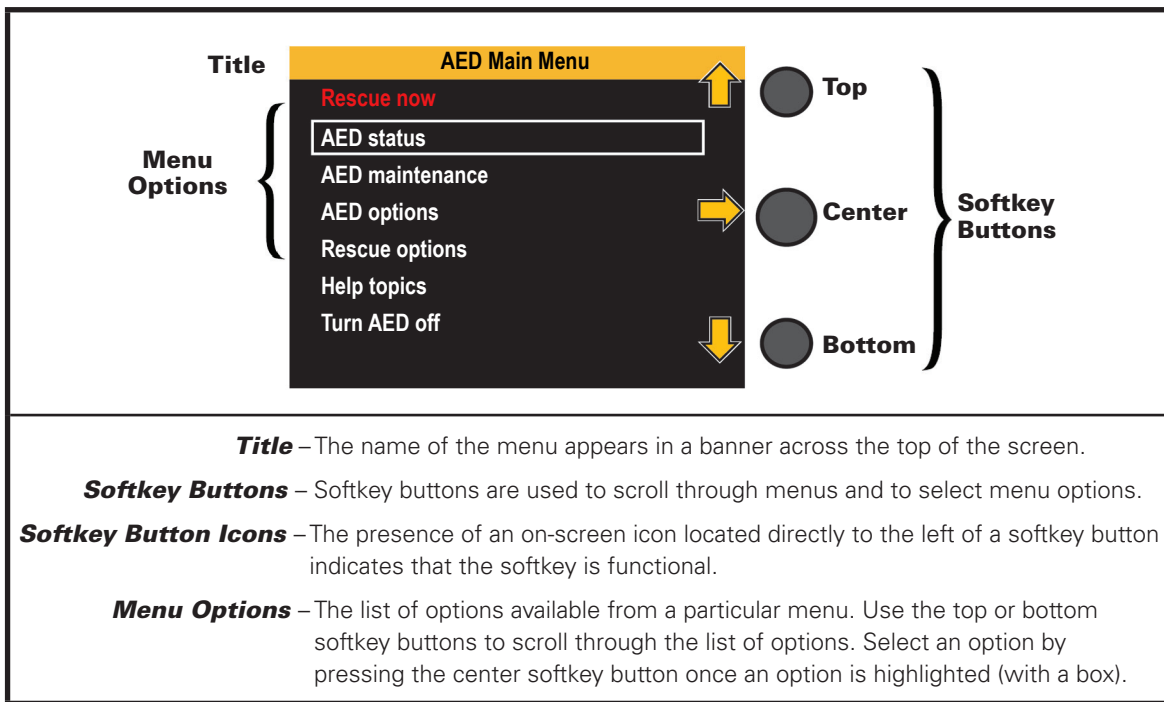 Title
AED Main Menu
Rescue now
AED status
AED maintenance
AED options
Rescue options
Help topics
Turn AED off
Menu
Options
Top
Center
Bottom
Softkey
Buttons
Title – The name of the menu appears in a banner across the top of the screen.
Softkey Buttons – Softkey buttons are used to scroll through menus and to select menu options.
Softkey Button Icons – The presence of an on-screen icon located directly to the left of a softkey button
indicates that the softkey is functional.
Menu Options – The list of options available from a particular menu. Use the top or bottom
softkey buttons to scroll through the list of options. Select an option by
pressing the center softkey button once an option is highlighted (with a box).